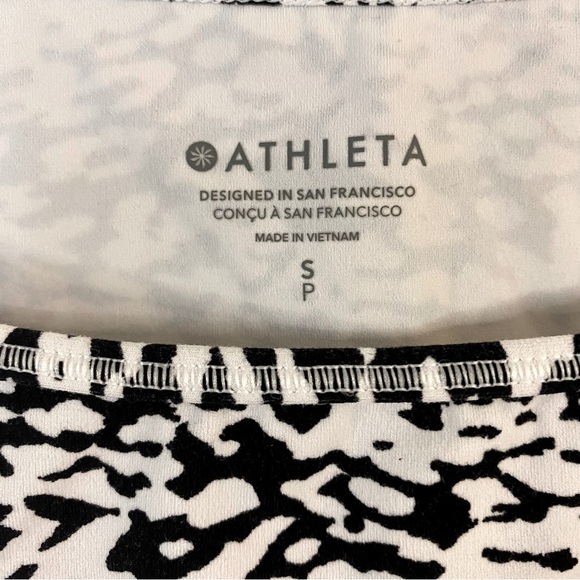 ATHLETA
DESIGNED IN SAN FRANCISCO
CONÇU À SAN FRANCISCO
MADE IN VIETNAM
S
P